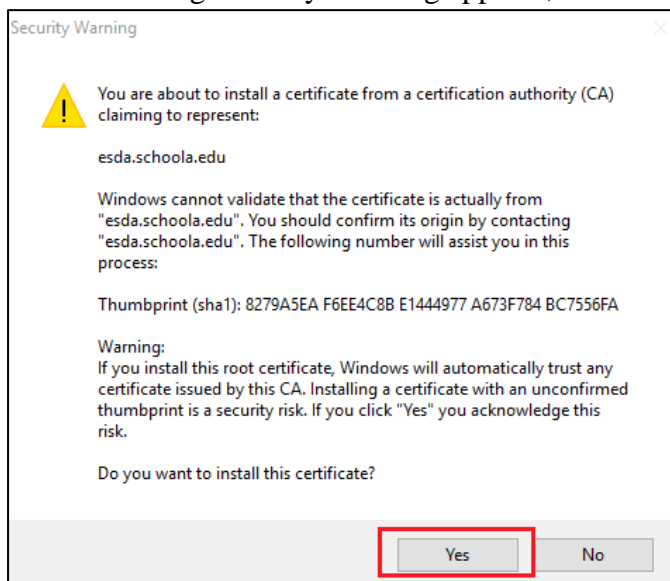 Security Warning
You are about to install a certificate from a certification authority (CA)
claiming to represent:
esda.schoola.edu
Windows cannot validate that the certificate is actually from
"esda.schoola.edu". You should confirm its origin by contacting
"esda.schoola.edu". The following number will assist you in this
process:
Thumbprint (sha1): 8279A5EA F6EE4C8B E1444977 A673F784 BC7556FA
Warning:
If you install this root certificate, Windows will automatically trust any
certificate issued by this CA. Installing a certificate with an unconfirmed
thumbprint is a security risk. If you click "Yes" you acknowledge this
risk.
Do you want to install this certificate?
Yes No